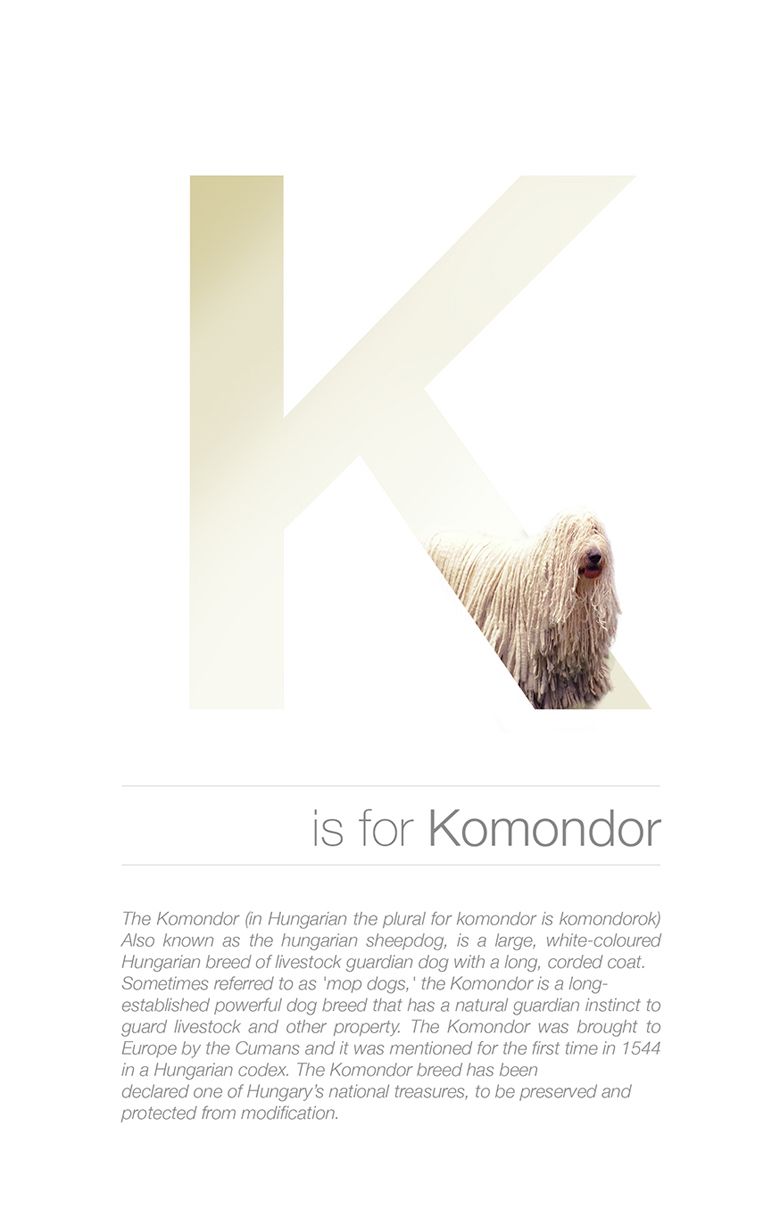 K
is for Komondor
The Komondor (in Hungarian the plural for komondor is komondorok)
Also known as the hungarian sheepdog, is a large, white-coloured
Hungarian breed of livestock guardian dog with a long, corded coat.
Sometimes referred to as 'mop dogs,' the Komondor is a long-
established powerful dog breed that has a natural guardian instinct to
guard livestock and other property. The Komondor was brought to
Europe by the Cumans and it was mentioned for the first time in 1544
in a Hungarian codex. The Komondor breed has been
declared one of Hungary’s national treasures, to be preserved and
protected from modification.